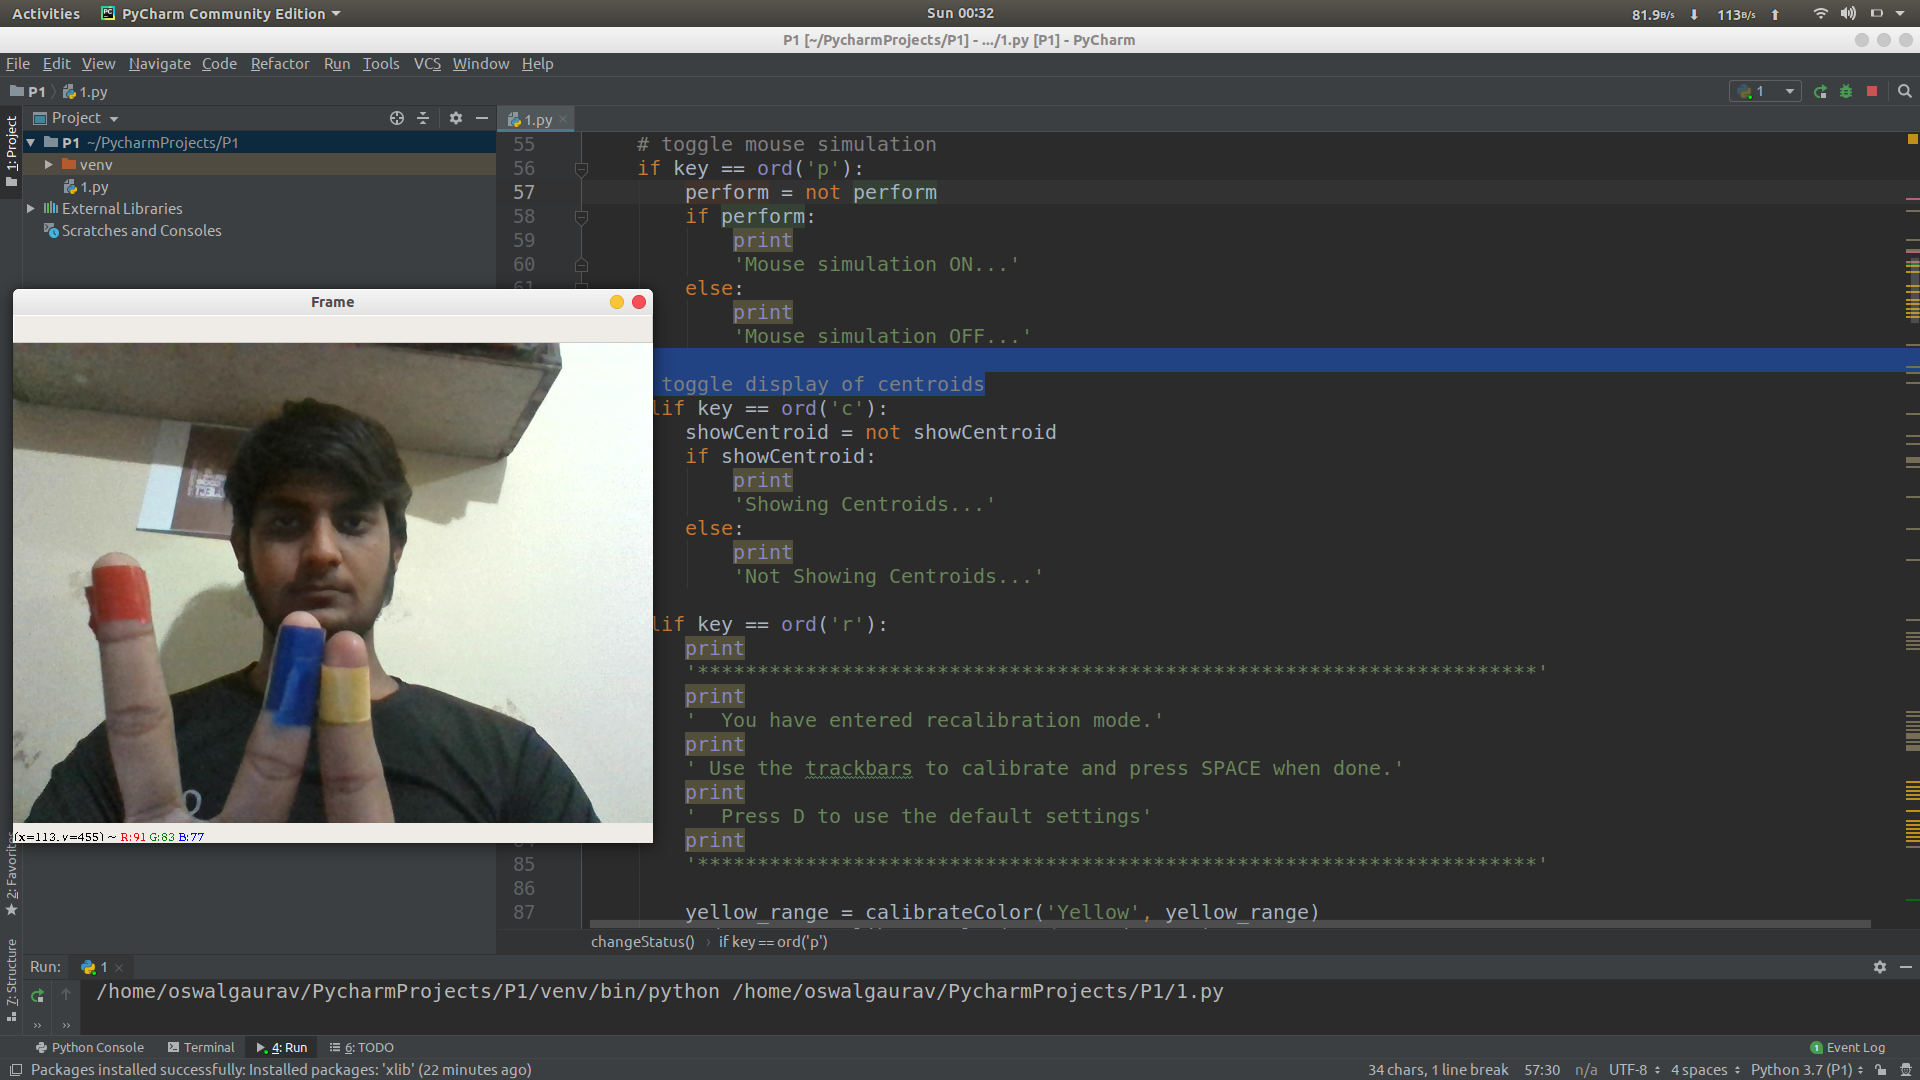 Activities PyCharm Community Edition Sun 00:32 81.9B/s 113B/s
P1 [~/PycharmProjects/P1] - .../1.py [P1] - PyCharm
File Edit View Navigate Code Refactor Run Tools VCS Window Help
P1 1.py 1
1: Project
Project
1.py
P1 ~/PycharmProjects/P1
venv
1.py
External Libraries
Scratches and Consoles
55 # toggle mouse simulation
56 if key == ord('p'):
57 perform = not perform
58 if perform:
59 print
60 'Mouse simulation ON...'
61 else:
print
'Mouse simulation OFF...'
toggle display of centroids
lif key == ord('c'):
showCentroid = not showCentroid
if showCentroid:
print
'Showing Centroids...'
else:
print
'Not Showing Centroids...'
lif key == ord('r'):
print
'**********************************************************************'
print
'  You have entered recalibration mode.'
print
' Use the trackbars to calibrate and press SPACE when done.'
print
'  Press D to use the default settings'
print
85 '**********************************************************************'
86
87 yellow_range = calibrateColor('Yellow', yellow_range)
Frame
(x=113, y=455) ~ R:91 G:83 B:77
2: Favorites
7: Structure
changeStatus() › if key == ord('p')
Run: 1
/home/oswalgaurav/PycharmProjects/P1/venv/bin/python /home/oswalgaurav/PycharmProjects/P1/1.py
Python Console Terminal 4: Run 6: TODO 1 Event Log
Packages installed successfully: Installed packages: 'xlib' (22 minutes ago) 34 chars, 1 line break 57:30 n/a UTF-8 4 spaces Python 3.7 (P1)